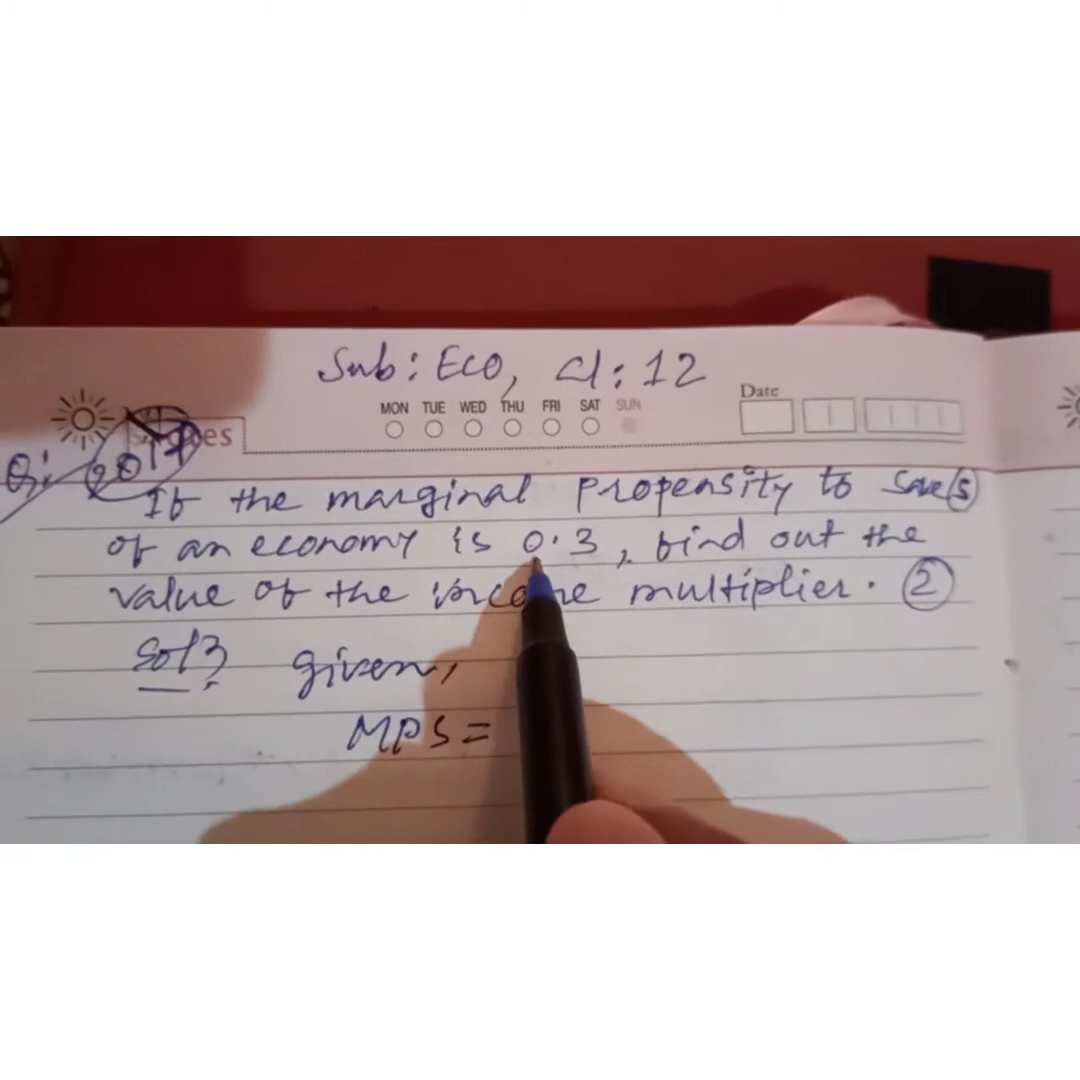 Sub: Eco, Cl: 12
MON TUE WED THU FRI SAT SUN
Date
Q: 2017
If the marginal propensity to save(s)
of an economy is 0.3, find out the
value of the income multiplier. 2
Soln given,
MPS =